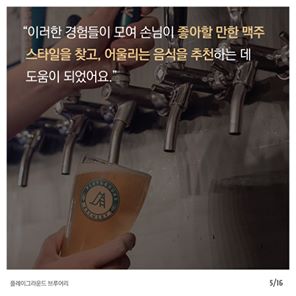 “이러한 경험들이 모여 손님이 좋아할 만한 맥주
스타일을 찾고, 어울리는 음식을 추천하는 데
도움이 되었어요.”
플레이그라운드 브루어리
5/16